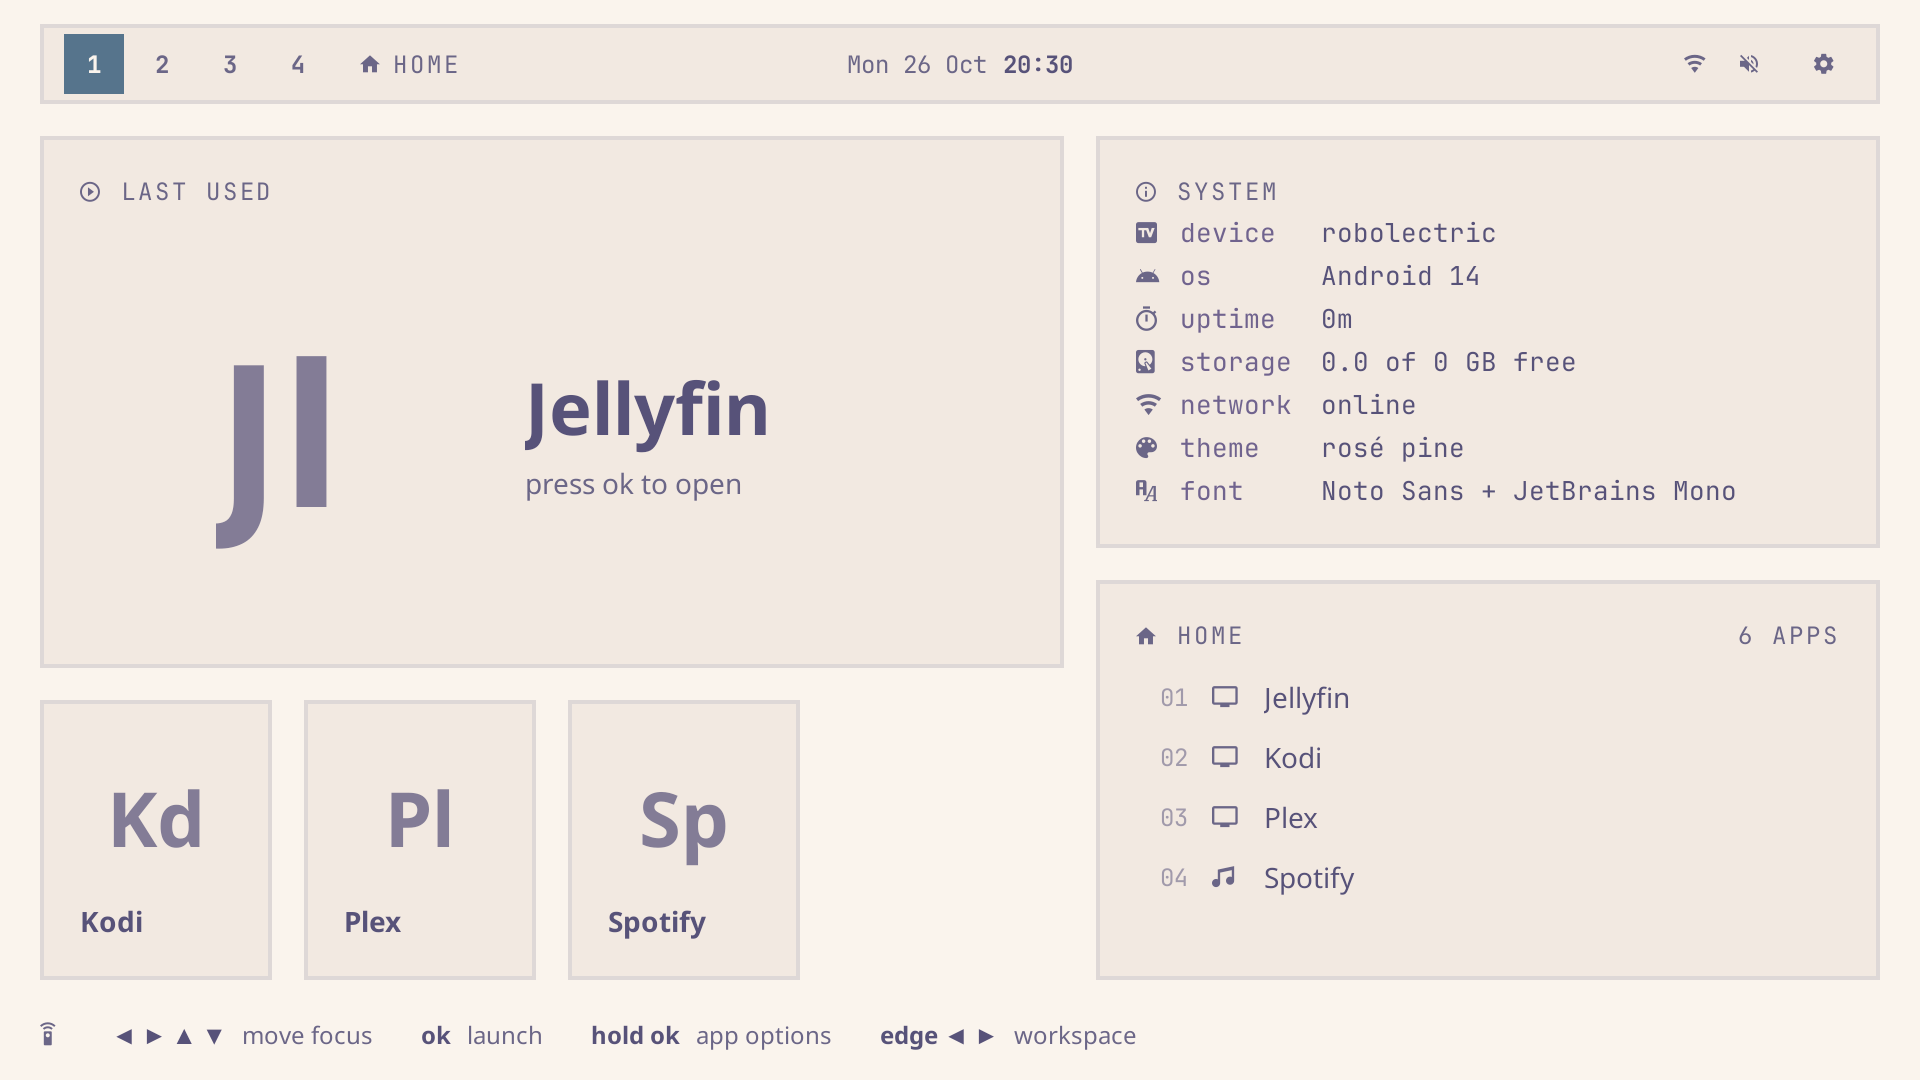 1 2 3 4 HOME
Mon 26 Oct 20:30
LAST USED
Jl
Jellyfin
press ok to open
Kd
Kodi
Pl
Plex
Sp
Spotify
SYSTEM
device robolectric
os Android 14
uptime 0m
storage 0.0 of 0 GB free
network online
theme rosé pine
font Noto Sans + JetBrains Mono
HOME 6 APPS
01 Jellyfin
02 Kodi
03 Plex
04 Spotify
◀ ▶ ▲ ▼ move focus ok launch hold ok app options edge ◀ ▶ workspace